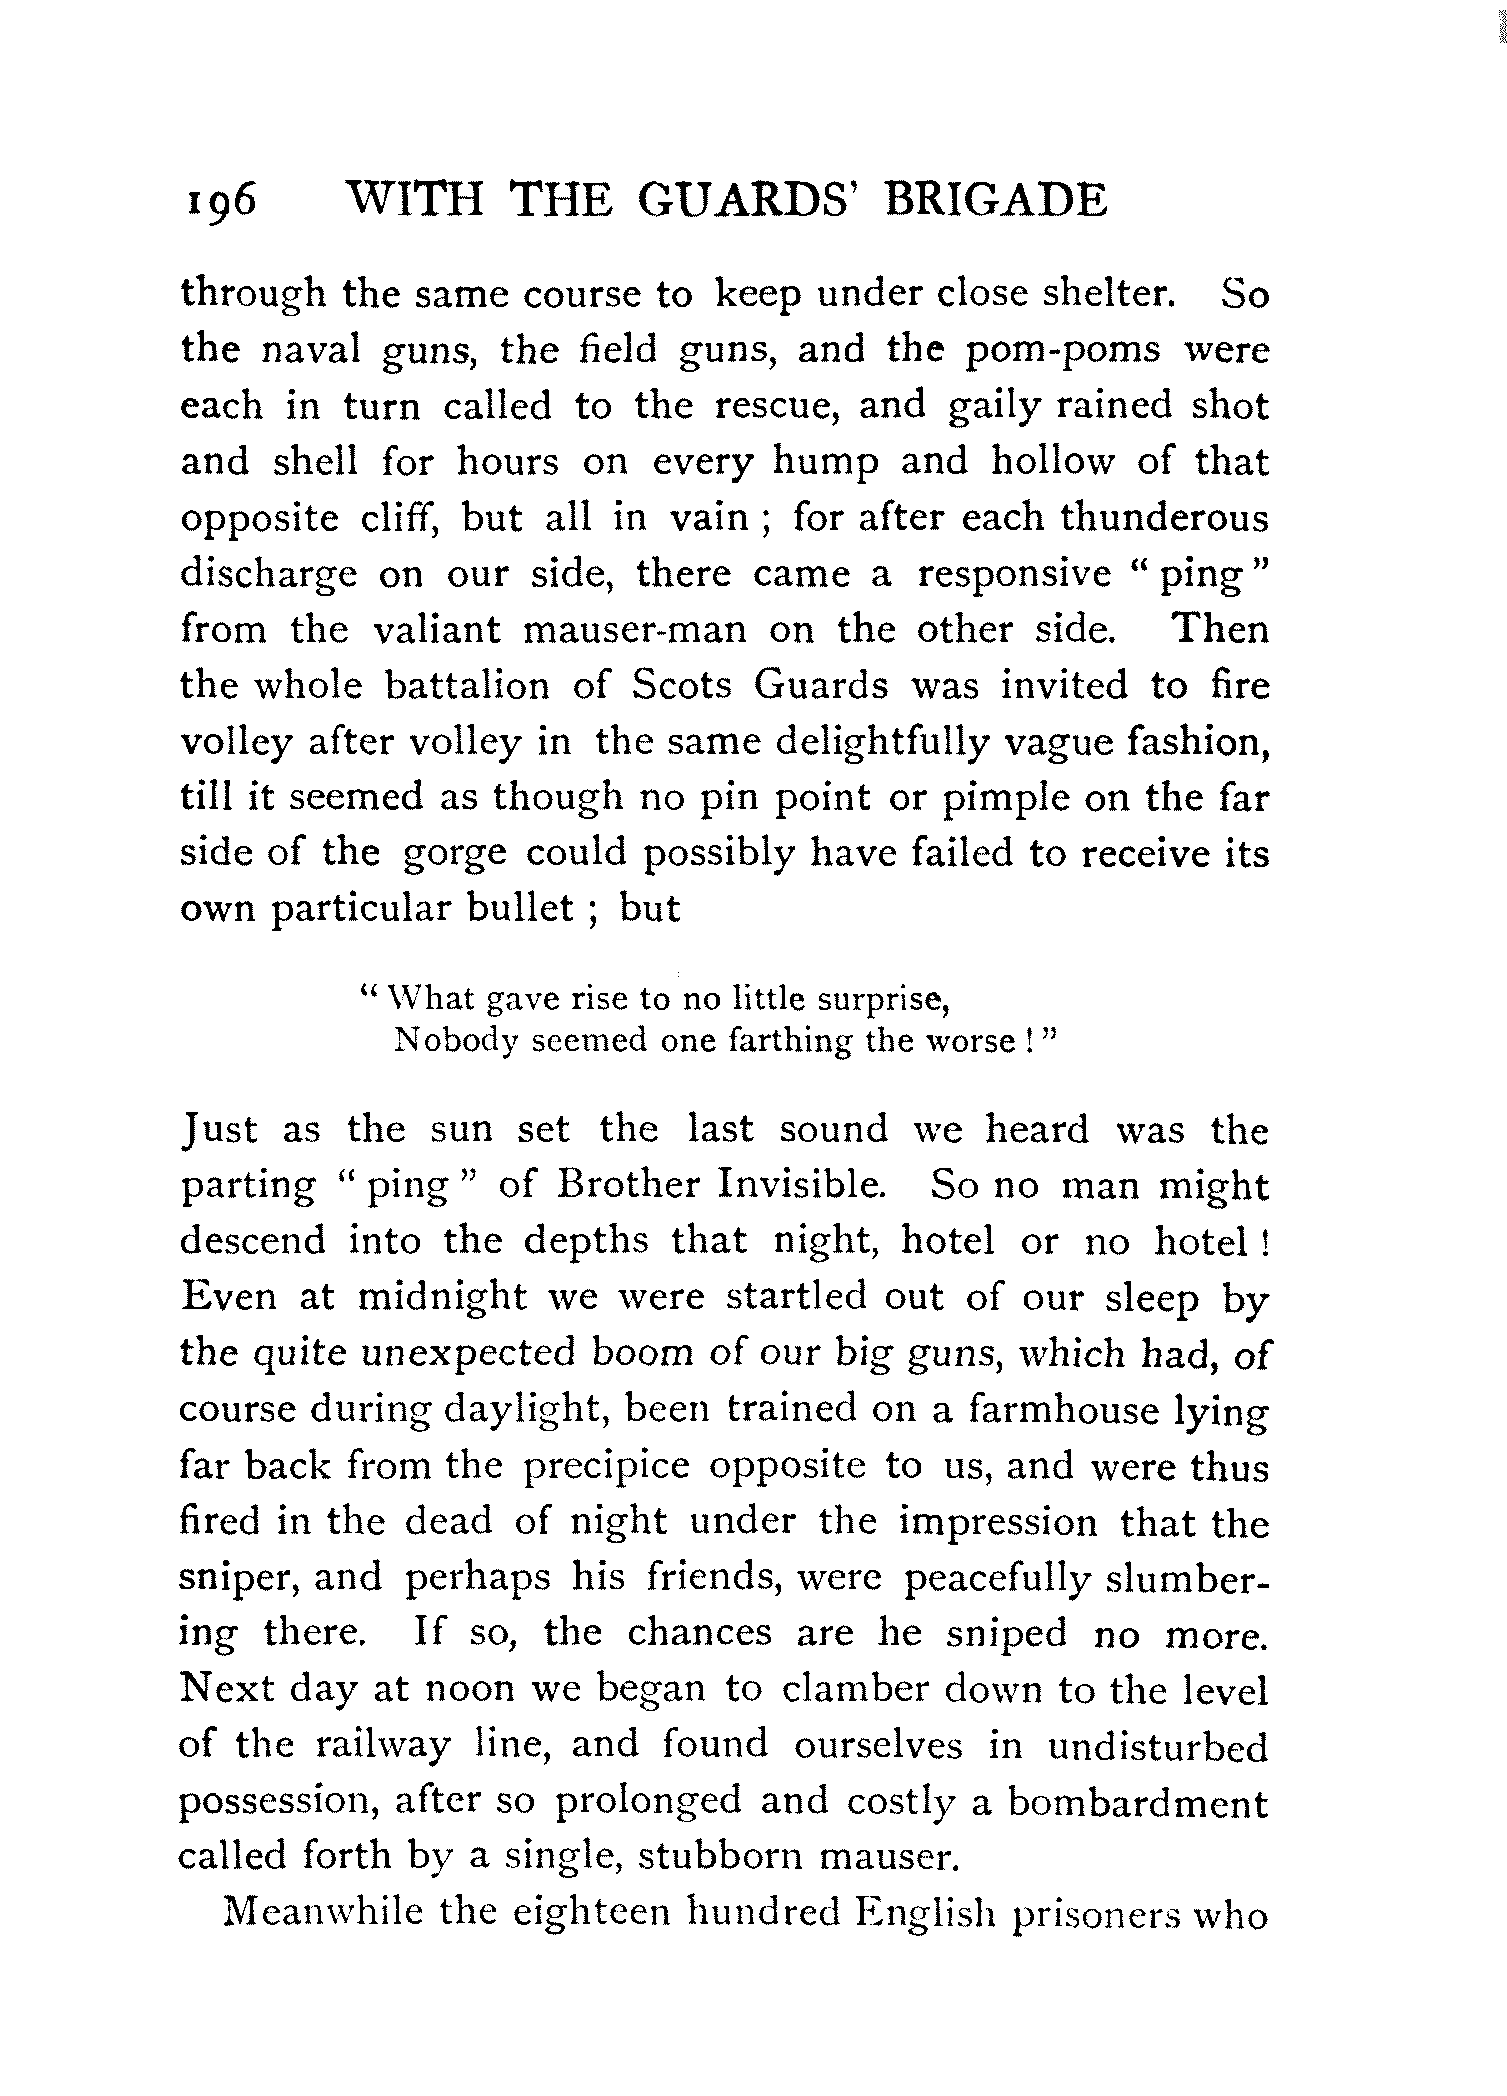 196 WITH THE GUARDS' BRIGADE
through the same course to keep under close shelter. So
the naval guns, the field guns, and the pom-poms were
each in turn called to the rescue, and gaily rained shot
and shell for hours on every hump and hollow of that
opposite cliff, but all in vain ; for after each thunderous
discharge on our side, there came a responsive “ ping ”
from the valiant mauser-man on the other side. Then
the whole battalion of Scots Guards was invited to fire
volley after volley in the same delightfully vague fashion,
till it seemed as though no pin point or pimple on the far
side of the gorge could possibly have failed to receive its
own particular bullet ; but
“ What gave rise to no little surprise,
Nobody seemed one farthing the worse ! ”
Just as the sun set the last sound we heard was the
parting “ ping ” of Brother Invisible. So no man might
descend into the depths that night, hotel or no hotel !
Even at midnight we were startled out of our sleep by
the quite unexpected boom of our big guns, which had, of
course during daylight, been trained on a farmhouse lying
far back from the precipice opposite to us, and were thus
fired in the dead of night under the impression that the
sniper, and perhaps his friends, were peacefully slumber-
ing there. If so, the chances are he sniped no more.
Next day at noon we began to clamber down to the level
of the railway line, and found ourselves in undisturbed
possession, after so prolonged and costly a bombardment
called forth by a single, stubborn mauser.
Meanwhile the eighteen hundred English prisoners who